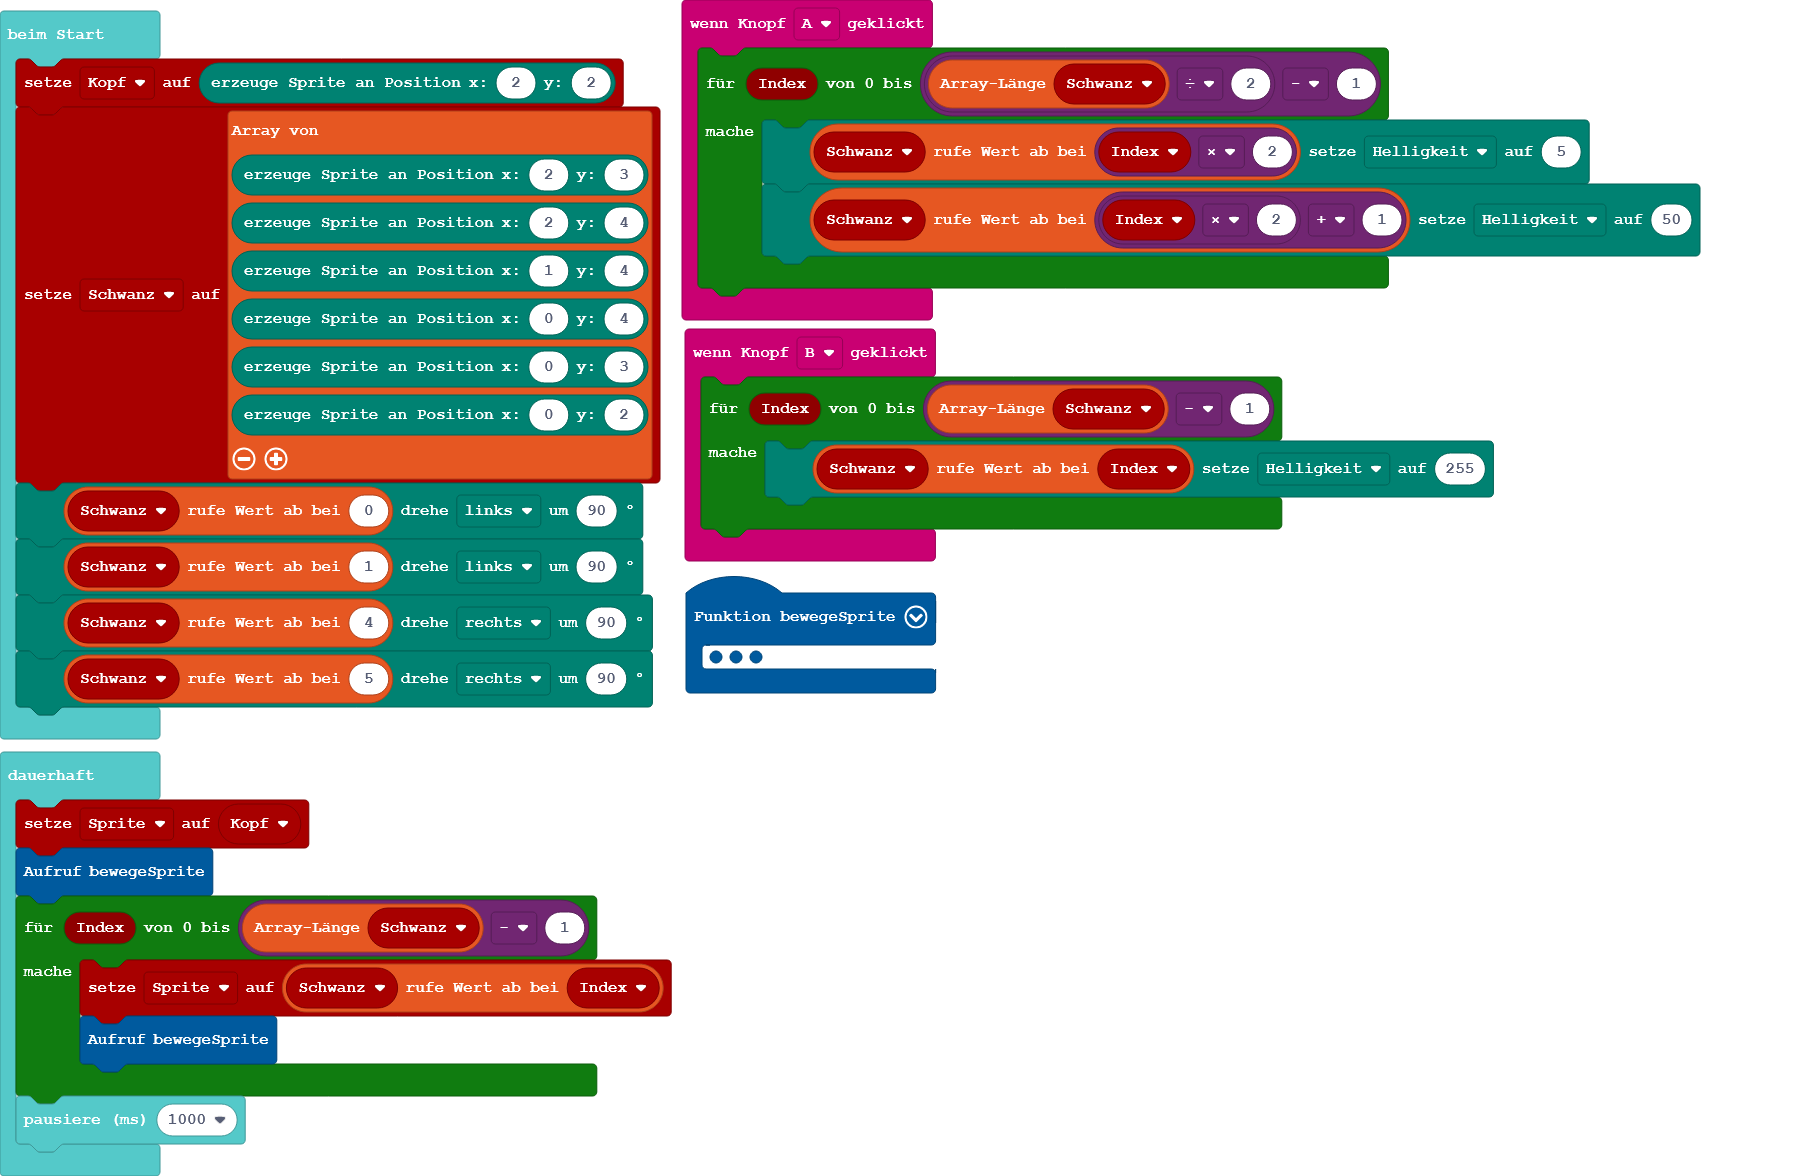 beim Start
setze Kopf auf erzeuge Sprite an Position x: 2 y: 2
Array von
erzeuge Sprite an Position x: 2 y: 3
erzeuge Sprite an Position x: 2 y: 4
erzeuge Sprite an Position x: 1 y: 4
setze Schwanz auf
erzeuge Sprite an Position x: 0 y: 4
erzeuge Sprite an Position x: 0 y: 3
erzeuge Sprite an Position x: 0 y: 2
Schwanz rufe Wert ab bei 0 drehe links um 90 °
Schwanz rufe Wert ab bei 1 drehe links um 90 °
Schwanz rufe Wert ab bei 4 drehe rechts um 90 °
Schwanz rufe Wert ab bei 5 drehe rechts um 90 °
dauerhaft
setze Sprite auf Kopf
Aufruf bewegeSprite
für Index von 0 bis Array-Länge Schwanz - 1
mache
setze Sprite auf Schwanz rufe Wert ab bei Index
Aufruf bewegeSprite
pausiere (ms) 1000
wenn Knopf A geklickt
für Index von 0 bis Array-Länge Schwanz ÷ 2 - 1
mache
Schwanz rufe Wert ab bei Index × 2 setze Helligkeit auf 5
Schwanz rufe Wert ab bei Index × 2 + 1 setze Helligkeit auf 50
wenn Knopf B geklickt
für Index von 0 bis Array-Länge Schwanz - 1
mache
Schwanz rufe Wert ab bei Index setze Helligkeit auf 255
Funktion bewegeSprite